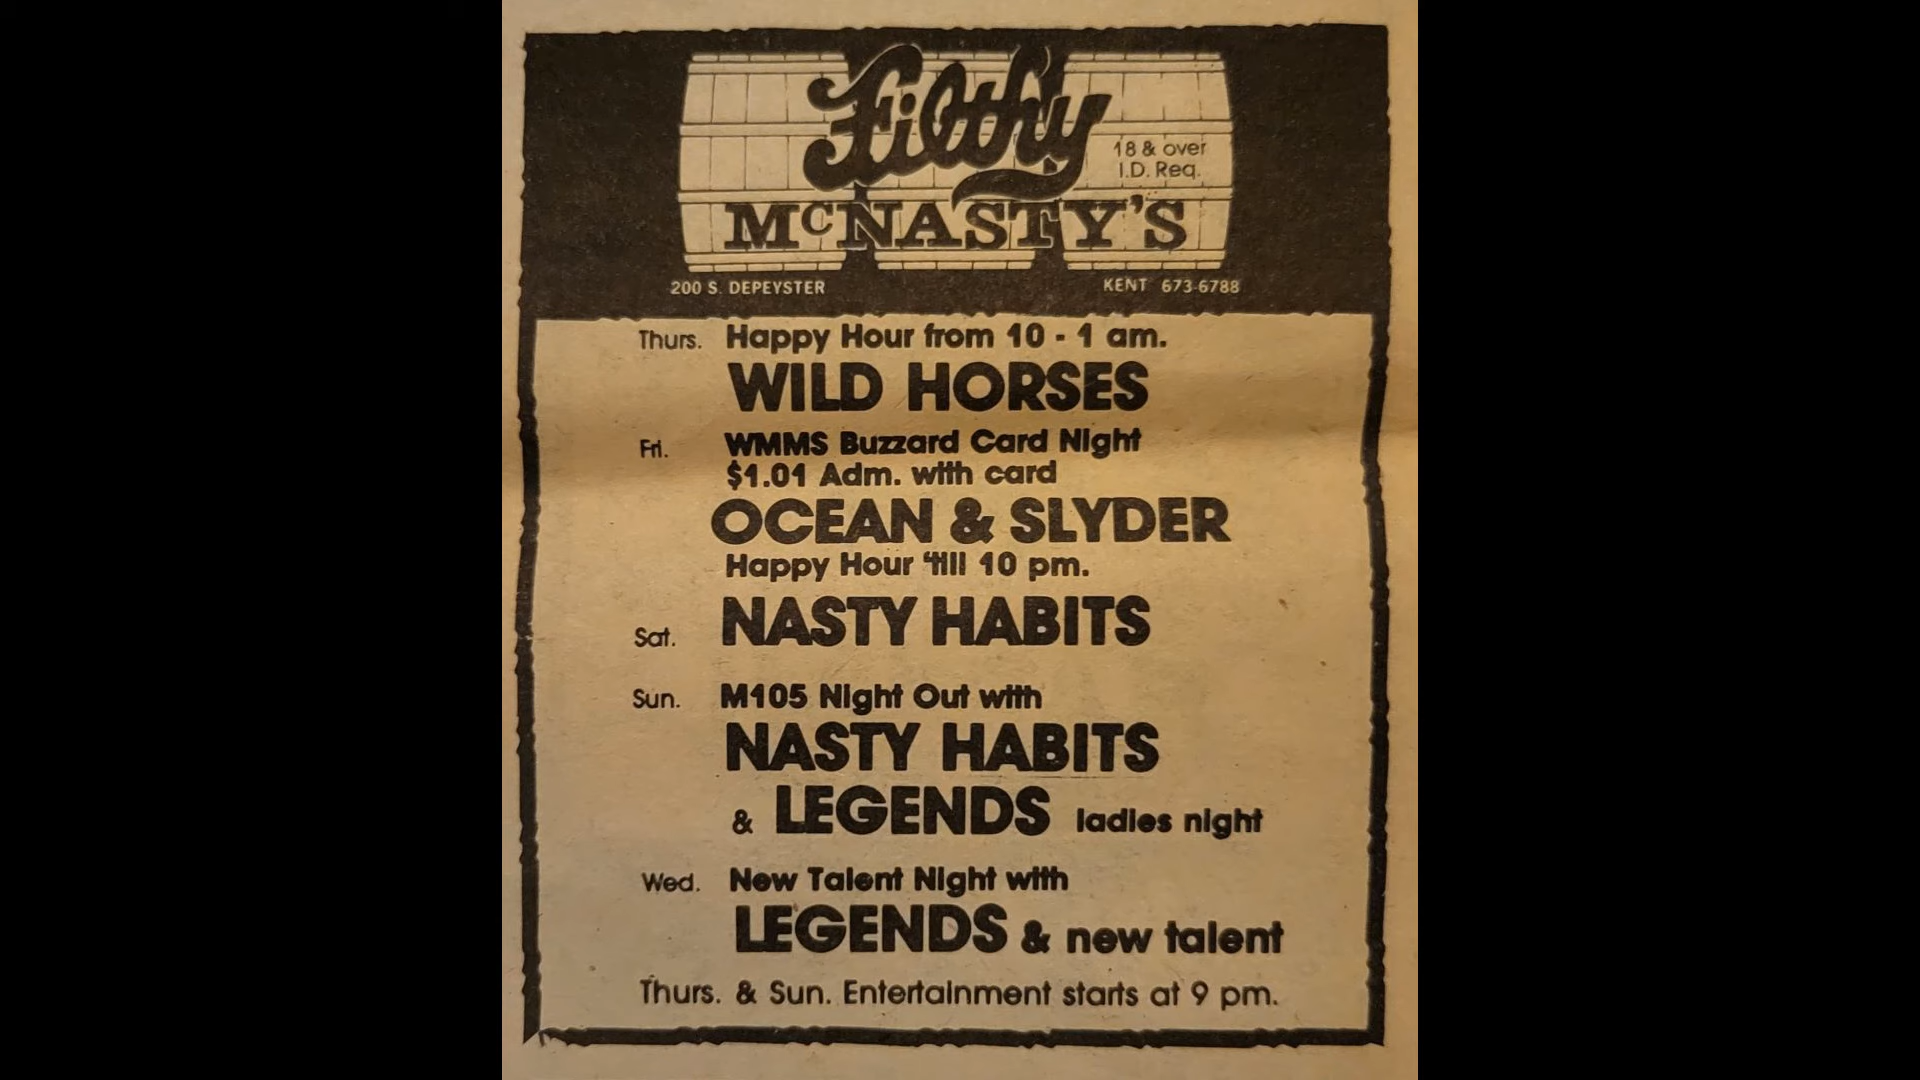 Filthy
18 & over
I.D. Req.
McNASTY'S
200 S. DEPEYSTER KENT 673-6788
Thurs. Happy Hour from 10 - 1 am.
WILD HORSES
Fri. WMMS Buzzard Card Night
$1.01 Adm. with card
OCEAN & SLYDER
Happy Hour 'till 10 pm.
Sat. NASTY HABITS
Sun. M105 Night Out with
NASTY HABITS
& LEGENDS ladies night
Wed. New Talent Night with
LEGENDS & new talent
Thurs. & Sun. Entertainment starts at 9 pm.